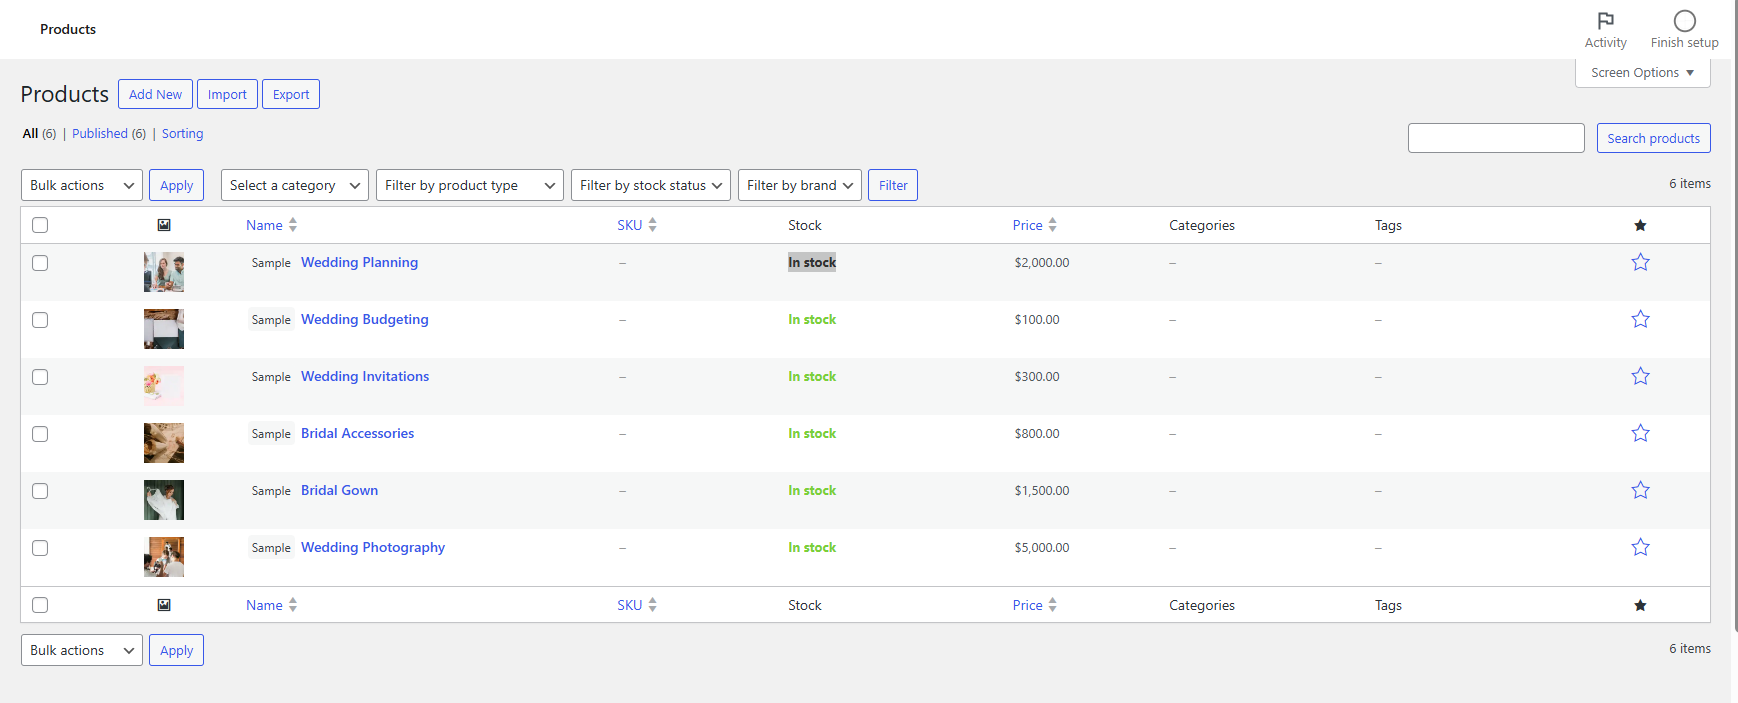 Products
Activity
Finish setup
Screen Options
Products Add New Import Export
All (6) | Published (6) | Sorting
Search products
Bulk actions Apply Select a category Filter by product type Filter by stock status Filter by brand Filter 6 items
Name SKU Stock Price Categories Tags
Sample Wedding Planning – In stock $2,000.00 – –
Sample Wedding Budgeting – In stock $100.00 – –
Sample Wedding Invitations – In stock $300.00 – –
Sample Bridal Accessories – In stock $800.00 – –
Sample Bridal Gown – In stock $1,500.00 – –
Sample Wedding Photography – In stock $5,000.00 – –
Name SKU Stock Price Categories Tags
Bulk actions Apply 6 items